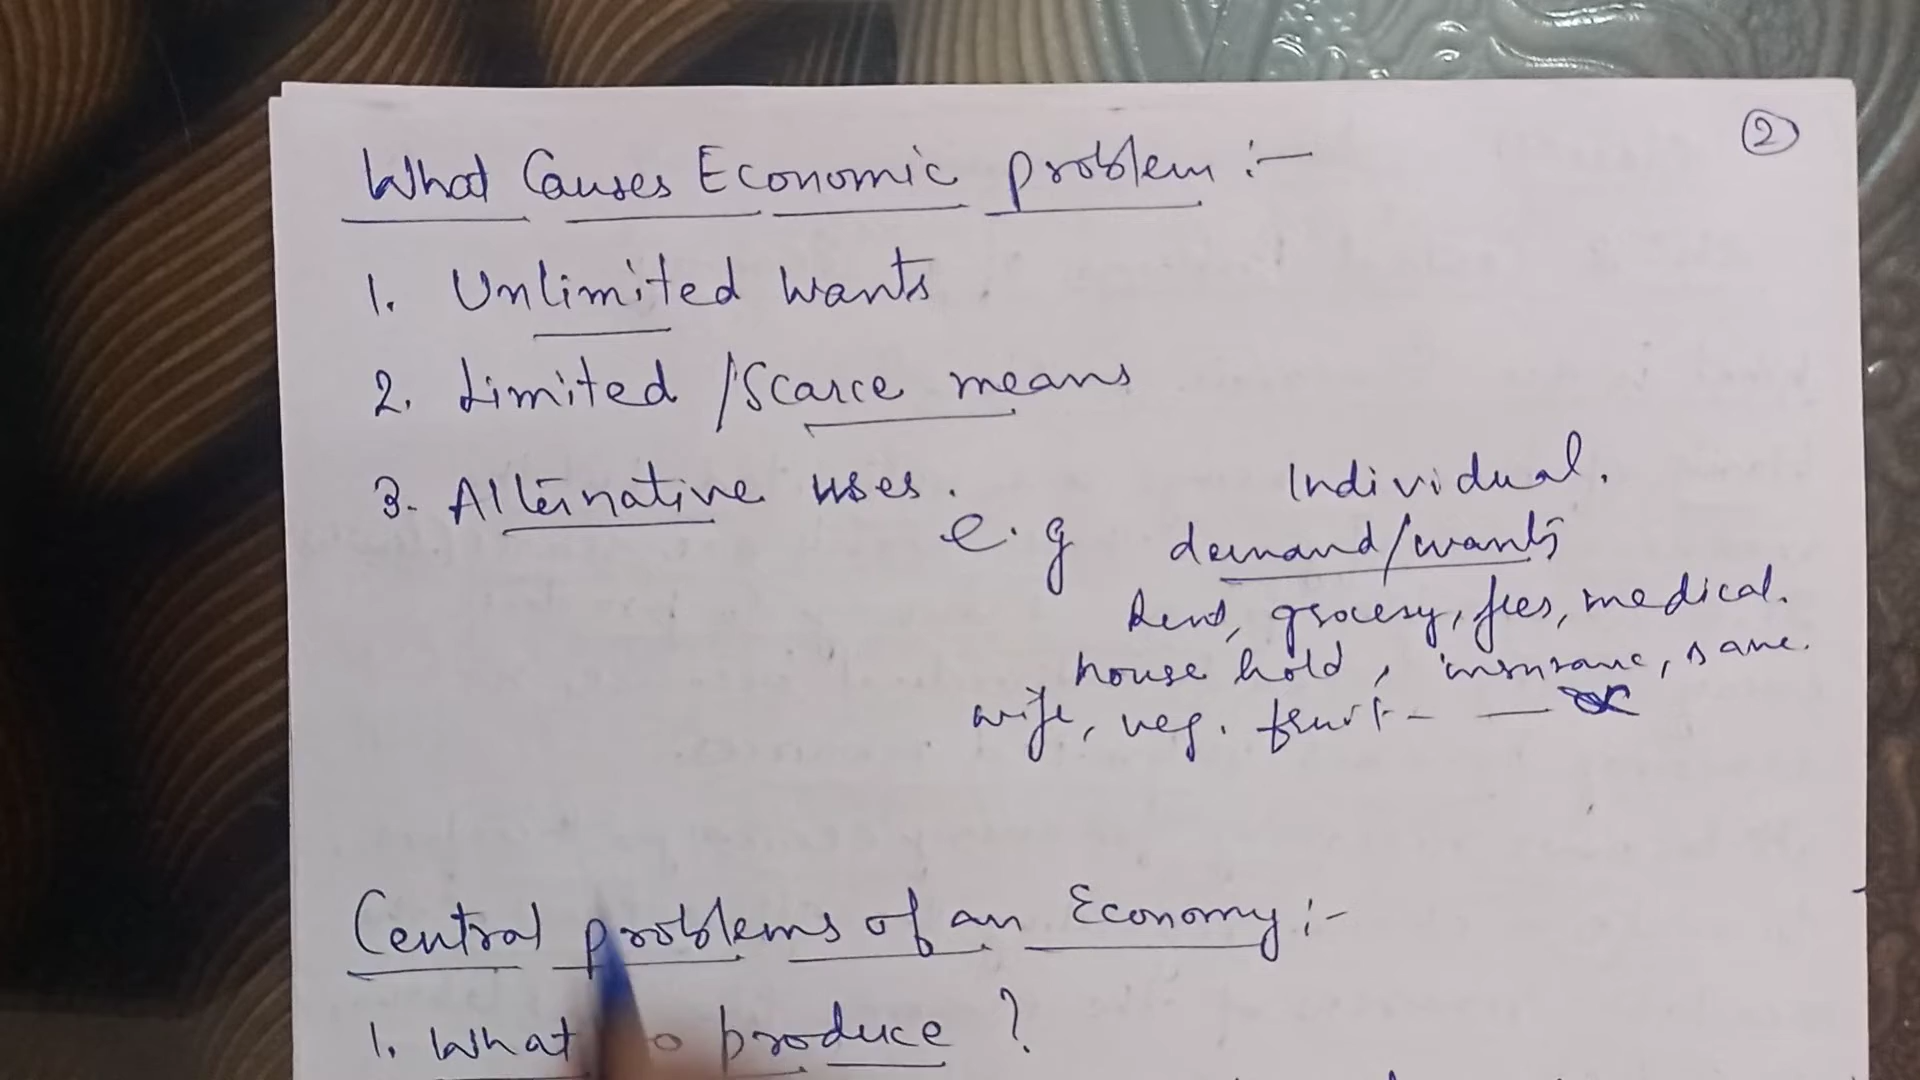 2
What Causes Economic problem :-
1. Unlimited wants
2. Limited / Scarce means
3. Alternative uses.
Individual.
e.g demand/wants
Rent, grocery, fees, medical.
house hold, insurance, save.
wife, veg. fruit - —
Central problems of an Economy :-
1. What to produce ?